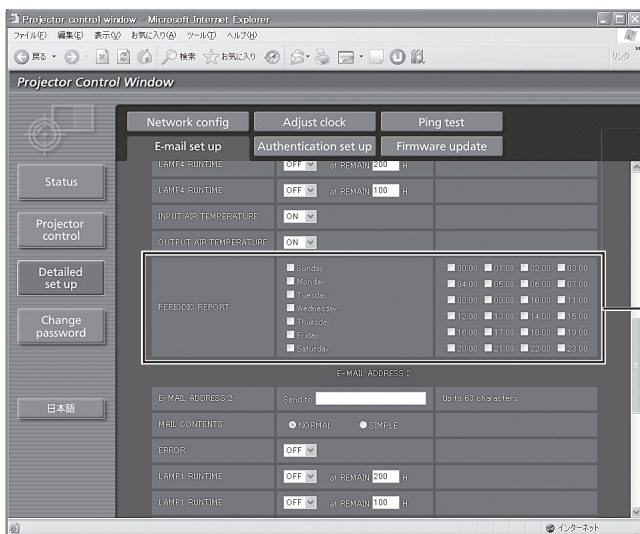 Projector control window - Microsoft Internet Explorer
ファイル(F) 編集(E) 表示(V) お気に入り(A) ツール(T) ヘルプ(H)
戻る 検索 お気に入り リンク »
Projector Control Window
Network config Adjust clock Ping test
E-mail set up Authentication set up Firmware update
Status
Projector control
Detailed set up
Change password
日本語
LAMP4 RUNTIME OFF at REMAIN 200 H
LAMP4 RUNTIME OFF at REMAIN 100 H
INPUT AIR TEMPERATURE ON
OUTPUT AIR TEMPERATURE ON
PERIODIC REPORT
Sunday
Monday
Tuesday
Wednesday
Thursday
Friday
Saturday
00:00 01:00 02:00 03:00
04:00 05:00 06:00 07:00
08:00 09:00 10:00 11:00
12:00 13:00 14:00 15:00
16:00 17:00 18:00 19:00
20:00 21:00 22:00 23:00
E-MAIL ADDRESS 2
E-MAIL ADDRESS 2 Send to Up to 63 characters
MAIL CONTENTS NORMAL SIMPLE
ERROR OFF
LAMP1 RUNTIME OFF at REMAIN 200 H
LAMP1 RUNTIME OFF at REMAIN 100 H
インターネット